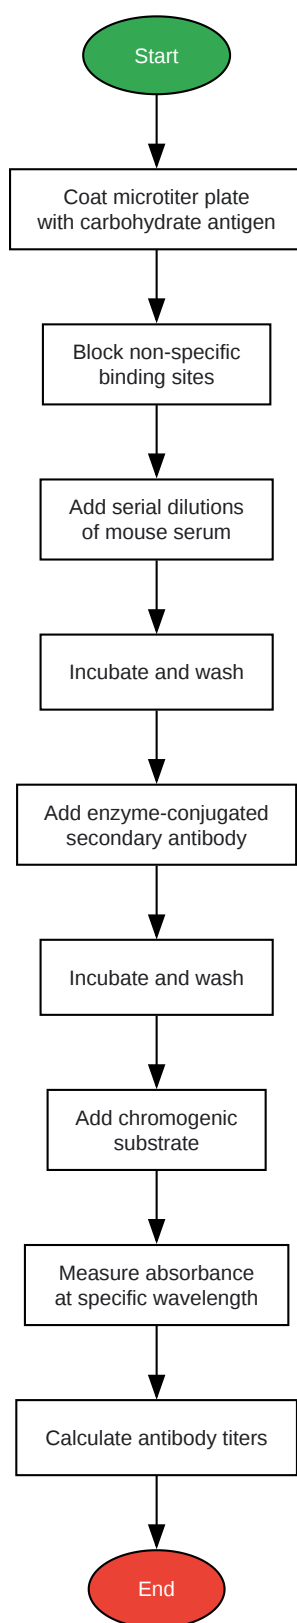 Start
Coat microtiter plate
with carbohydrate antigen
Block non-specific
binding sites
Add serial dilutions
of mouse serum
Incubate and wash
Add enzyme-conjugated
secondary antibody
Incubate and wash
Add chromogenic
substrate
Measure absorbance
at specific wavelength
Calculate antibody titers
End